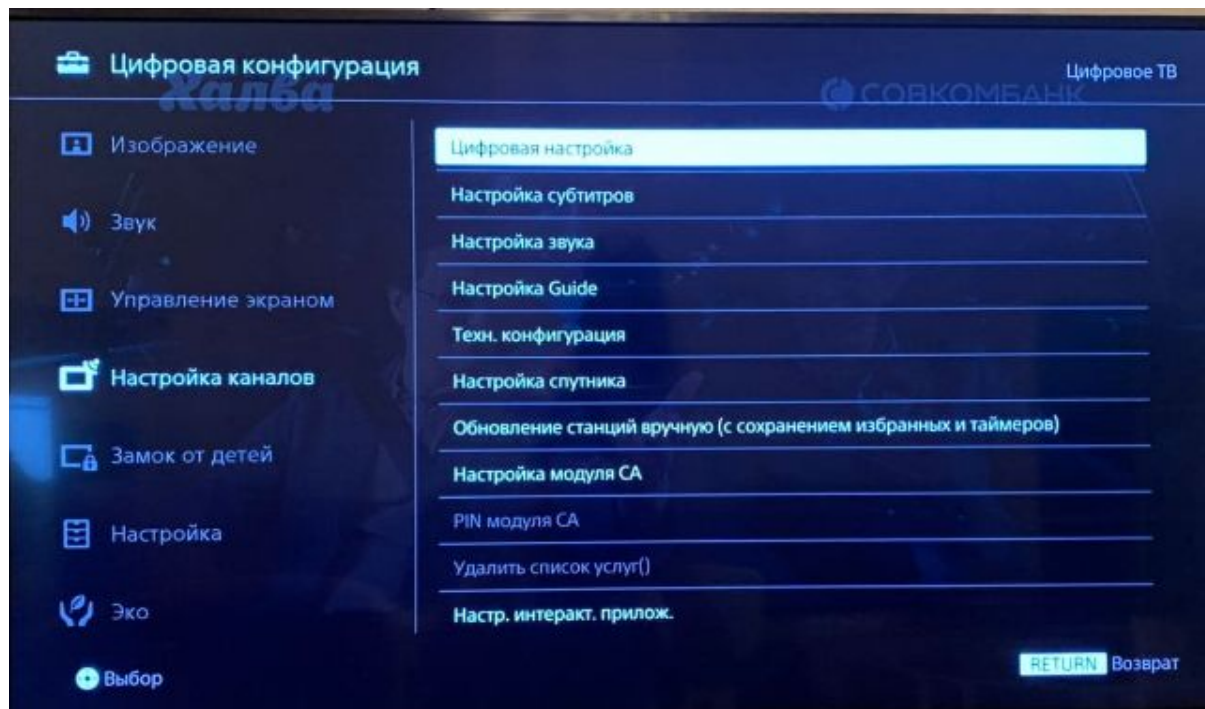 Цифровая конфигурация
Цифровое ТВ
Халва
СОВКОМБАНК
Изображение
Звук
Управление экраном
Настройка каналов
Замок от детей
Настройка
Эко
Цифровая настройка
Настройка субтитров
Настройка звука
Настройка Guide
Техн. конфигурация
Настройка спутника
Обновление станций вручную (с сохранением избранных и таймеров)
Настройка модуля CA
PIN модуля CA
Удалить список услуг()
Настр. интеракт. прилож.
Выбор
RETURN Возврат